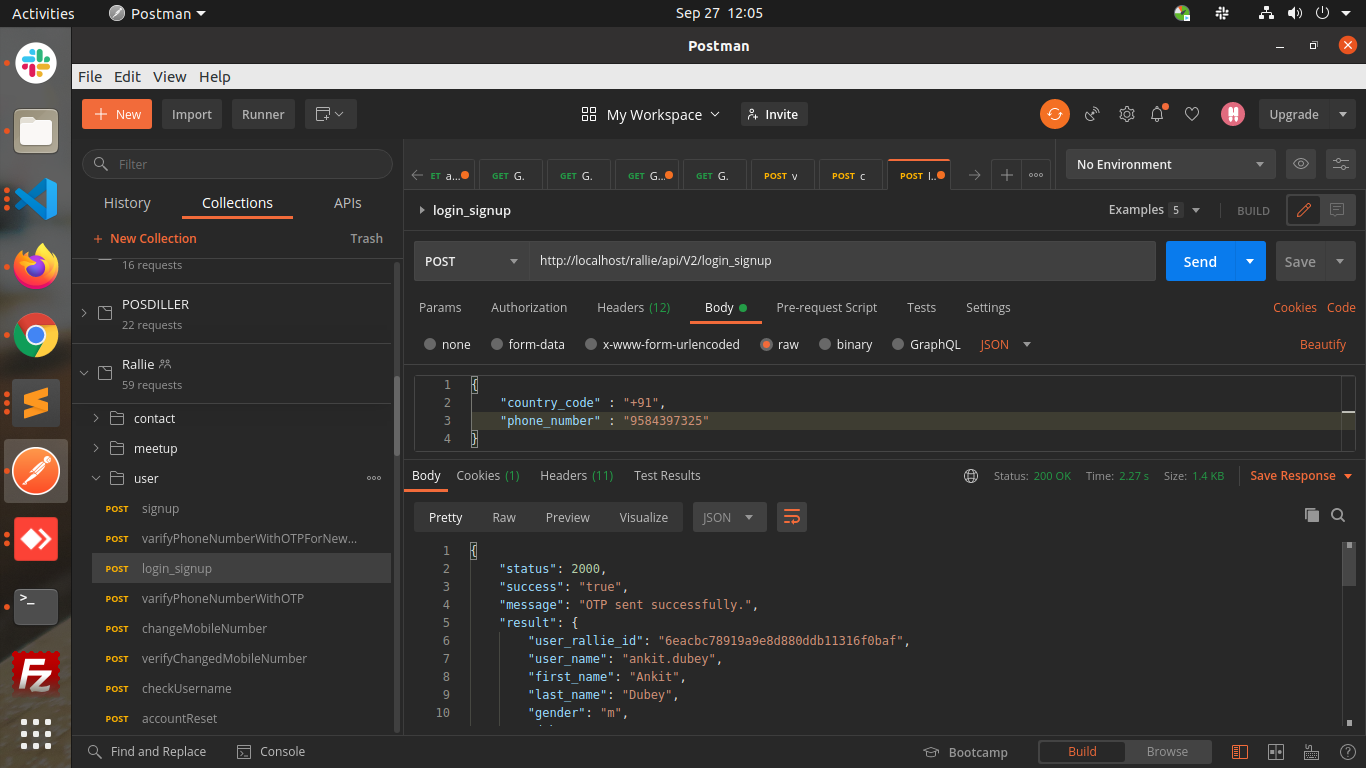 Activities Postman Sep 27 12:05
Postman
File Edit View Help
+ New Import Runner My Workspace Invite Upgrade
Filter
History Collections APIs
+ New Collection Trash
16 requests
POSDILLER
22 requests
Rallie
59 requests
contact
meetup
user
POST signup
POST varifyPhoneNumberWithOTPForNew...
POST login_signup
POST varifyPhoneNumberWithOTP
POST changeMobileNumber
POST verifyChangedMobileNumber
POST checkUsername
POST accountReset
ET a... GET G. GET G. GET G... GET G. POST v POST c POST l..
No Environment
login_signup Examples 5 BUILD
POST http://localhost/rallie/api/V2/login_signup Send Save
Params Authorization Headers (12) Body Pre-request Script Tests Settings Cookies Code
none form-data x-www-form-urlencoded raw binary GraphQL JSON Beautify
1 {
2 "country_code" : "+91",
3 "phone_number" : "9584397325"
4 }
Body Cookies (1) Headers (11) Test Results Status: 200 OK Time: 2.27 s Size: 1.4 KB Save Response
Pretty Raw Preview Visualize JSON
1 {
2 "status": 2000,
3 "success": "true",
4 "message": "OTP sent successfully.",
5 "result": {
6 "user_rallie_id": "6eacbc78919a9e8d880ddb11316f0baf",
7 "user_name": "ankit.dubey",
8 "first_name": "Ankit",
9 "last_name": "Dubey",
10 "gender": "m",
Find and Replace Console Bootcamp Build Browse